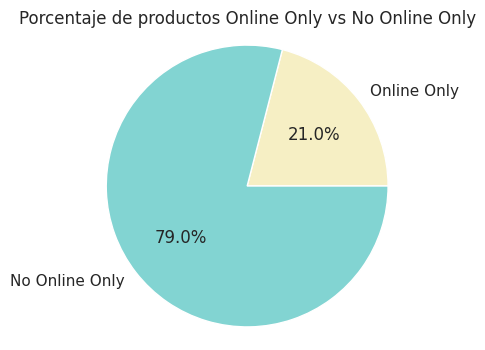 Porcentaje de productos Online Only vs No Online Only
Online Only
21.0%
79.0%
No Online Only